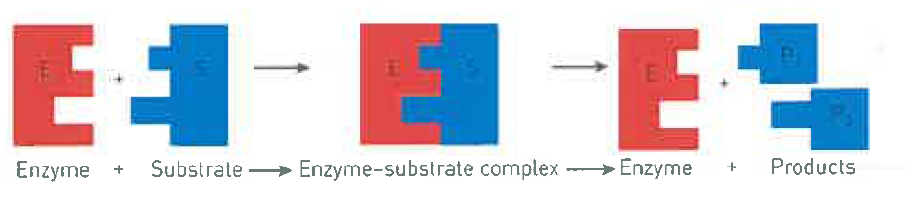 E + S E S E + P P₂
Enzyme + Substrate ⟶ Enzyme–substrate complex ⟶ Enzyme + Products